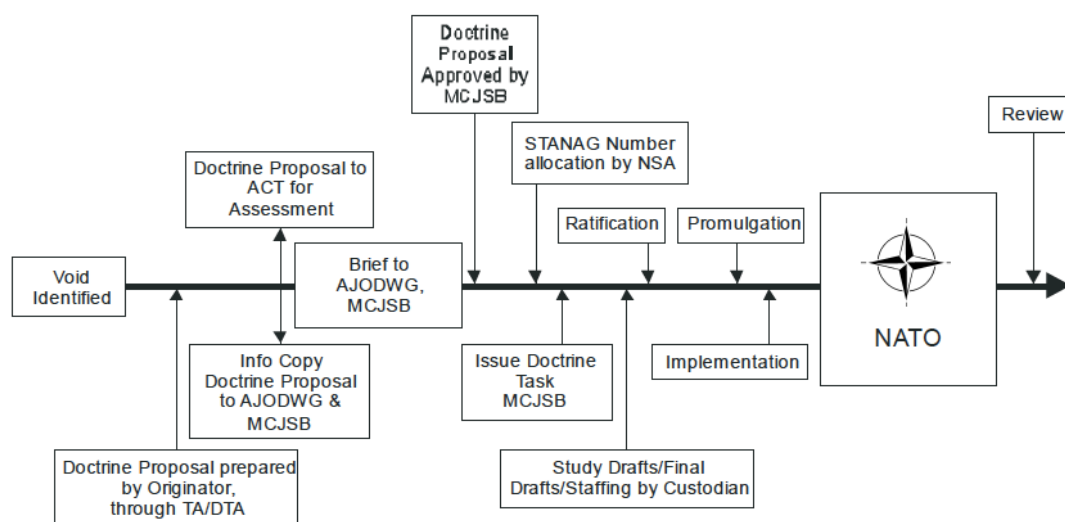 Doctrine
Proposal
Approved by
MCJSB
Review
STANAG Number
allocation by NSA
Doctrine Proposal to
ACT for
Assessment
Ratification
Promulgation
Void
Identified
Brief to
AJODWG,
MCJSB
NATO
Info Copy
Doctrine Proposal
to AJODWG &
MCJSB
Issue Doctrine
Task
MCJSB
Implementation
Doctrine Proposal prepared
by Originator,
through TA/DTA
Study Drafts/Final
Drafts/Staffing by Custodian